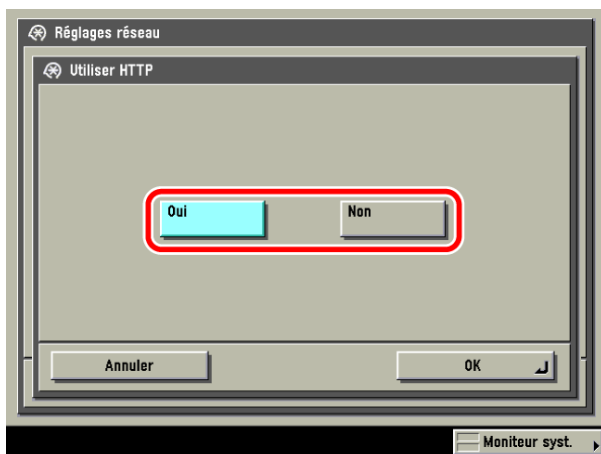 Réglages réseau
Utiliser HTTP
Oui Non
Annuler OK
Moniteur syst.